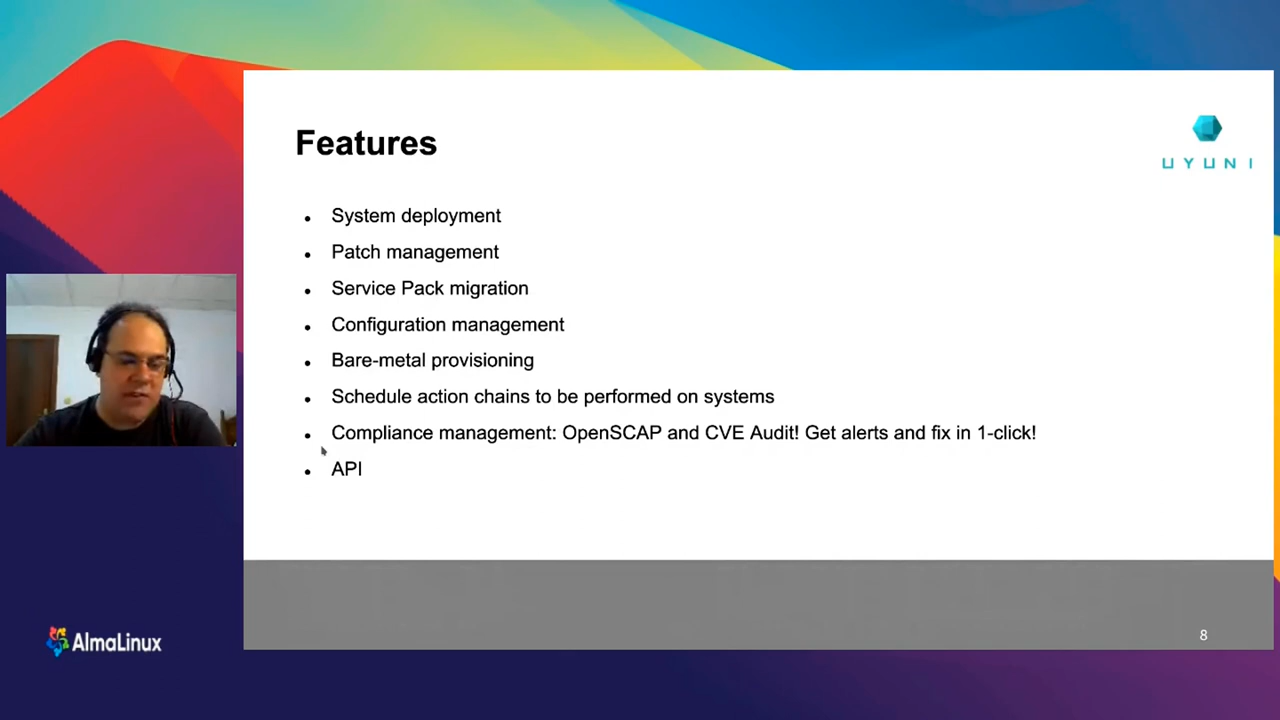 Features
UYUNI
System deployment
Patch management
Service Pack migration
Configuration management
Bare-metal provisioning
Schedule action chains to be performed on systems
Compliance management: OpenSCAP and CVE Audit! Get alerts and fix in 1-click!
API
AlmaLinux
8